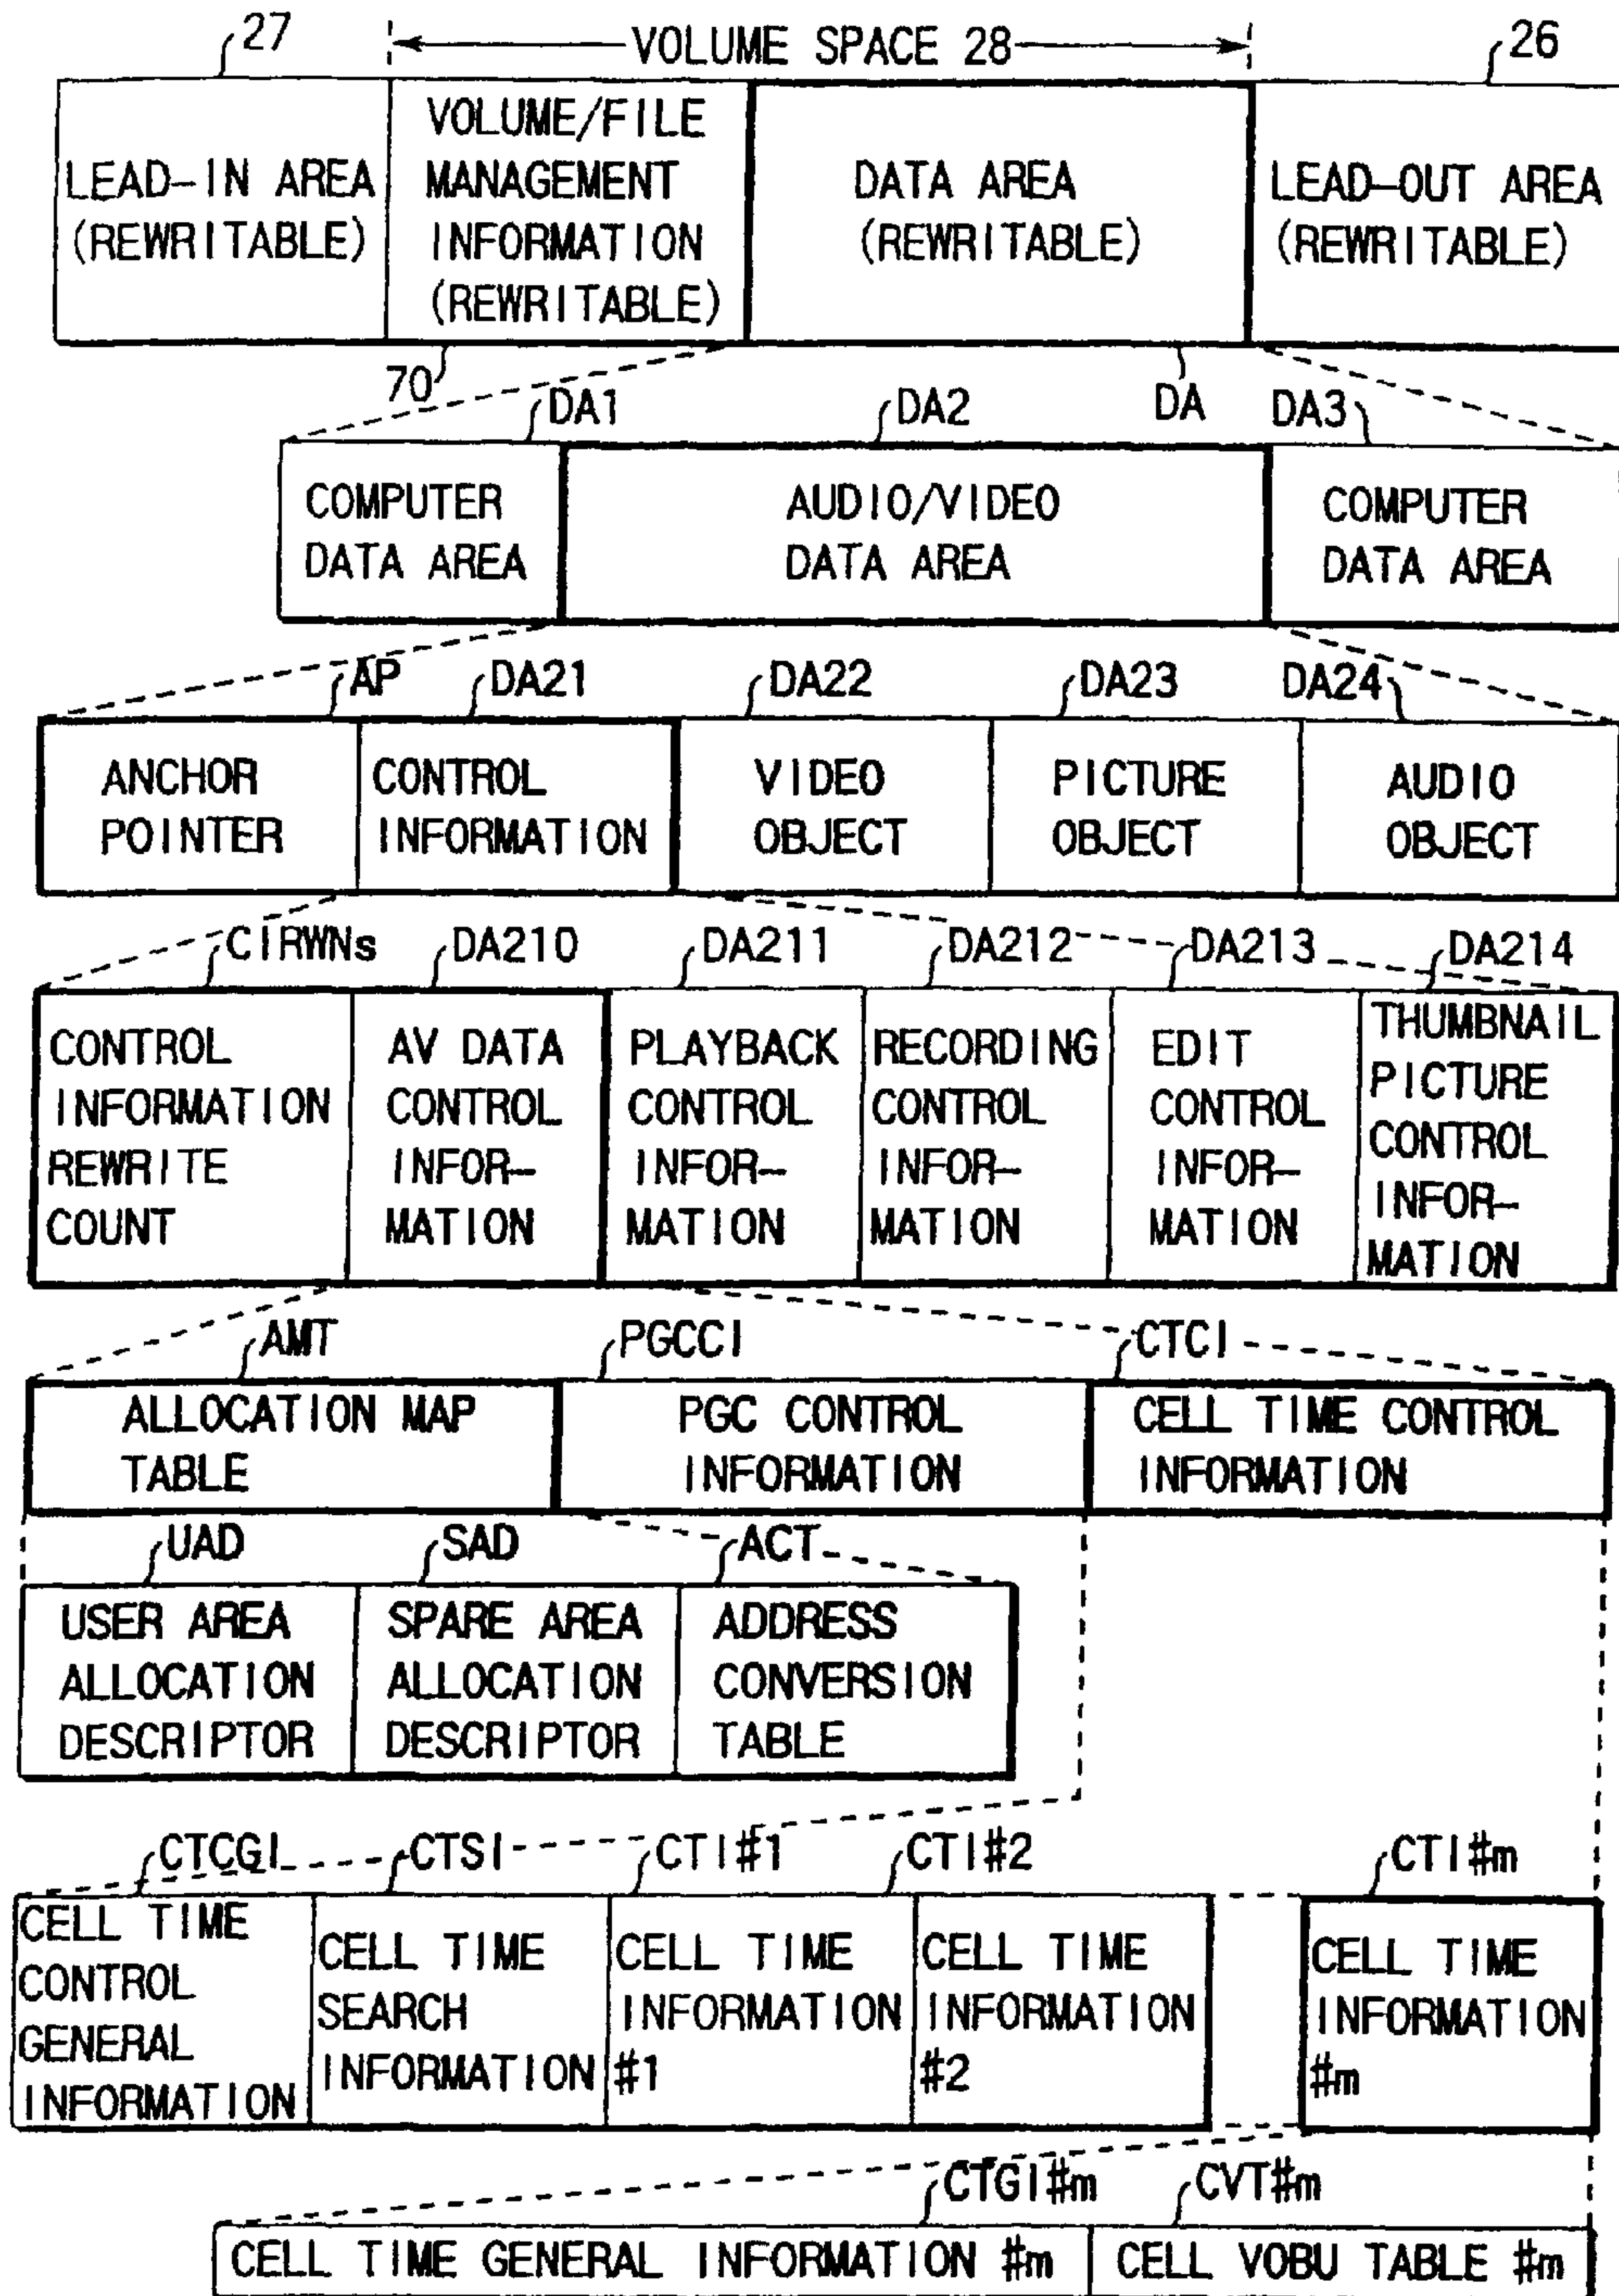 27
VOLUME SPACE 28
26
LEAD-IN AREA
(REWRITABLE)
VOLUME/FILE
MANAGEMENT
INFORMATION
(REWRITABLE)
DATA AREA
(REWRITABLE)
LEAD-OUT AREA
(REWRITABLE)
70
DA
DA1
DA2
DA3
COMPUTER
DATA AREA
AUDIO/VIDEO
DATA AREA
COMPUTER
DATA AREA
AP
DA21
DA22
DA23
DA24
ANCHOR
POINTER
CONTROL
INFORMATION
VIDEO
OBJECT
PICTURE
OBJECT
AUDIO
OBJECT
CIRWNs
DA210
DA211
DA212
DA213
DA214
CONTROL
INFORMATION
REWRITE
COUNT
AV DATA
CONTROL
INFOR-
MATION
PLAYBACK
CONTROL
INFOR-
MATION
RECORDING
CONTROL
INFOR-
MATION
EDIT
CONTROL
INFOR-
MATION
THUMBNAIL
PICTURE
CONTROL
INFOR-
MATION
AMT
PGCCI
CTCI
ALLOCATION MAP
TABLE
PGC CONTROL
INFORMATION
CELL TIME CONTROL
INFORMATION
UAD
SAD
ACT
USER AREA
ALLOCATION
DESCRIPTOR
SPARE AREA
ALLOCATION
DESCRIPTOR
ADDRESS
CONVERSION
TABLE
CTCGI
CTSI
CTI#1
CTI#2
CTI#m
CELL TIME
CONTROL
GENERAL
INFORMATION
CELL TIME
SEARCH
INFORMATION
CELL TIME
INFORMATION
#1
CELL TIME
INFORMATION
#2
CELL TIME
INFORMATION
#m
CTGI#m
CVT#m
CELL TIME GENERAL INFORMATION #m
CELL VOBU TABLE #m